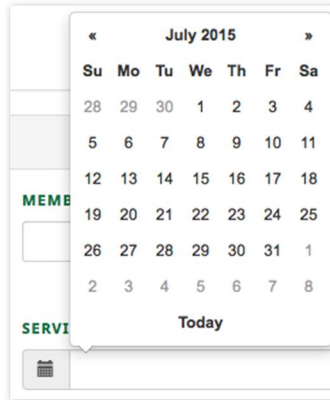 « July 2015 »
Su Mo Tu We Th Fr Sa
28 29 30 1 2 3 4
5 6 7 8 9 10 11
12 13 14 15 16 17 18
19 20 21 22 23 24 25
26 27 28 29 30 31 1
2 3 4 5 6 7 8
Today
MEMB
SERVI